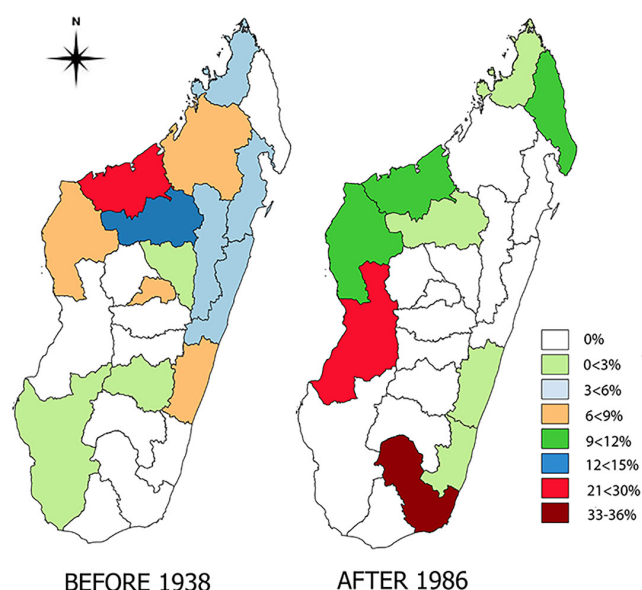 N
0%
0<3%
3<6%
6<9%
9<12%
12<15%
21<30%
33-36%
BEFORE 1938
AFTER 1986